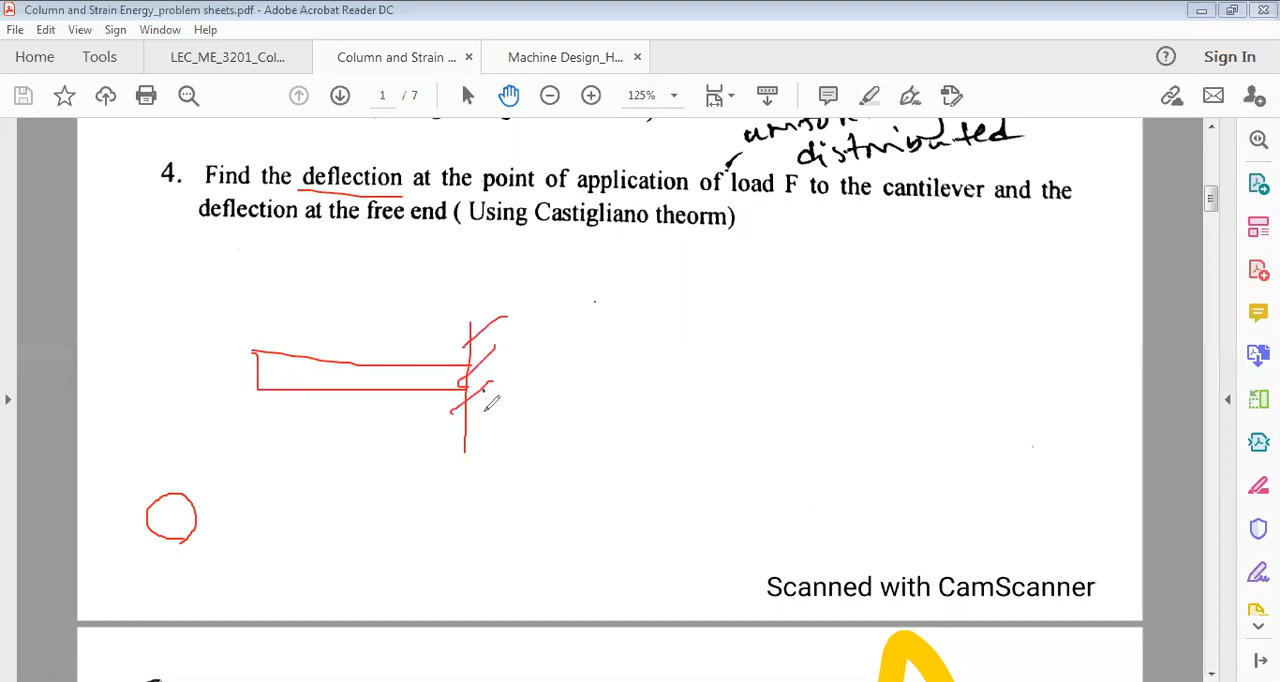 Column and Strain Energy_problem sheets.pdf - Adobe Acrobat Reader DC
File Edit View Sign Window Help
Home Tools LEC_ME_3201_Col... Column and Strain ... × Machine Design_H... × Sign In
1 / 7 125%
distributed
4. Find the deflection at the point of application of load F to the cantilever and the
deflection at the free end ( Using Castigliano theorm)
Scanned with CamScanner